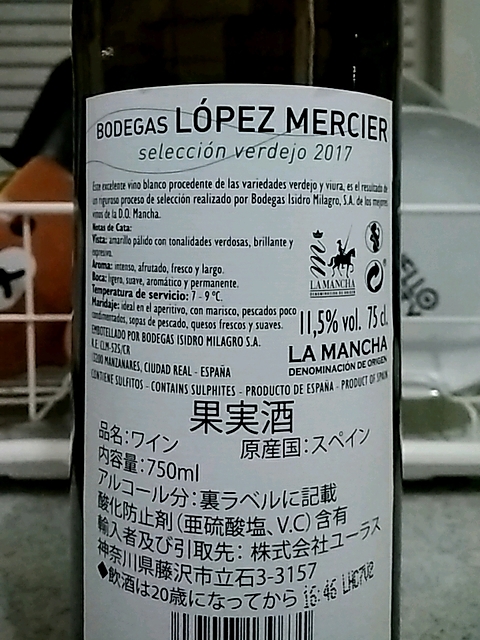 BODEGAS LÓPEZ MERCIER
selección verdejo 2017
Este excelente vino blanco procedente de las variedades verdejo y viura, es el resultado de
un riguroso proceso de selección realizado por Bodegas Isidro Milagro, S.A. de los mejores
vinos de la D.O. Mancha.
Notas de Cata:
Vista: amarillo pálido con tonalidades verdosas, brillante y
expresivo.
Aroma: intenso, afrutado, fresco y largo.
Boca: ligero, suave, aromático y permanente.
Temperatura de servicio: 7 - 9 ºC.
Maridaje: ideal en el aperitivo, con marisco, pescados poco
condimentados, sopas de pescado, quesos frescos y suaves.
EMBOTELLADO POR BODEGAS ISIDRO MILAGRO S.A.
R.E. CLM-525/CR
13200 MANZANARES, CIUDAD REAL - ESPAÑA
LA MANCHA
DENOMINACIÓN DE ORIGEN
11,5% vol. 75 cl.
LA MANCHA
DENOMINACIÓN DE ORIGEN
CONTIENE SULFITOS - CONTAINS SULPHITES - PRODUCTO DE ESPAÑA - PRODUCT OF SPAIN
果実酒
品名:ワイン 原産国:スペイン
内容量:750ml
アルコール分:裏ラベルに記載
酸化防止剤(亜硫酸塩、V.C)含有
輸入者及び引取先: 株式会社ユーラス
神奈川県藤沢市立石3-3157
◆飲酒は20歳になってから 16:46